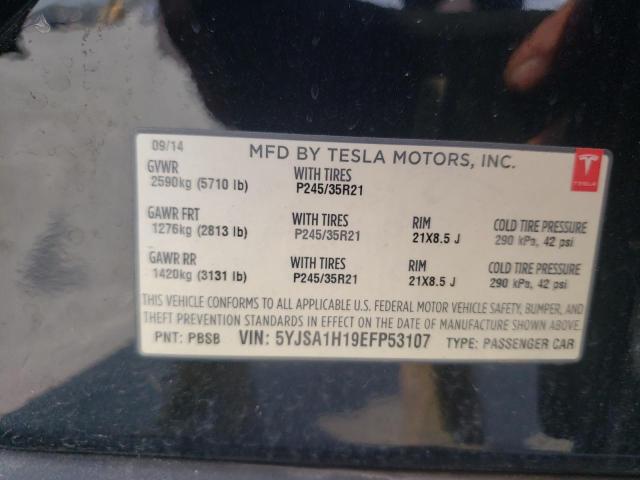 09/14
MFD BY TESLA MOTORS, INC.
TESLA
GVWR WITH TIRES
2590kg (5710 lb) P245/35R21
GAWR FRT WITH TIRES RIM COLD TIRE PRESSURE
1276kg (2813 lb) P245/35R21 21X8.5 J 290 kPa, 42 psi
GAWR RR WITH TIRES RIM COLD TIRE PRESSURE
1420kg (3131 lb) P245/35R21 21X8.5 J 290 kPa, 42 psi
THIS VEHICLE CONFORMS TO ALL APPLICABLE U.S. FEDERAL MOTOR VEHICLE SAFETY, BUMPER, AND
THEFT PREVENTION STANDARDS IN EFFECT ON THE DATE OF MANUFACTURE SHOWN ABOVE.
PNT: PBSB VIN: 5YJSA1H19EFP53107 TYPE: PASSENGER CAR